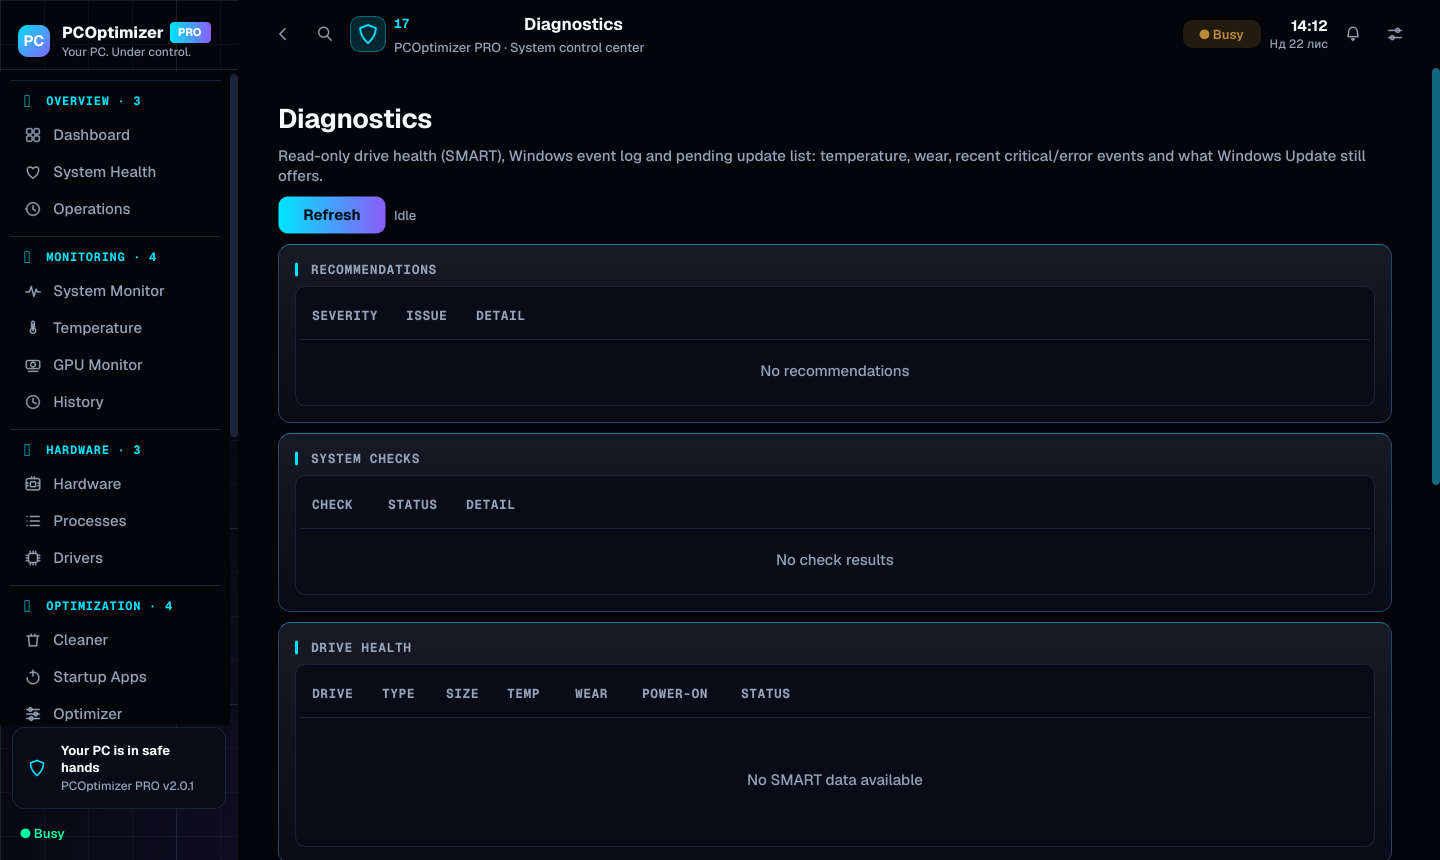 PC
PCOptimizer PRO
Your PC. Under control.
OVERVIEW · 3
Dashboard
System Health
Operations
MONITORING · 4
System Monitor
Temperature
GPU Monitor
History
HARDWARE · 3
Hardware
Processes
Drivers
OPTIMIZATION · 4
Cleaner
Startup Apps
Optimizer
Your PC is in safe
hands
PCOptimizer PRO v2.0.1
Busy
17
Diagnostics
PCOptimizer PRO · System control center
Busy
14:12
Нд 22 лис
Diagnostics
Read-only drive health (SMART), Windows event log and pending update list: temperature, wear, recent critical/error events and what Windows Update still
offers.
Refresh
Idle
RECOMMENDATIONS
SEVERITY ISSUE DETAIL
No recommendations
SYSTEM CHECKS
CHECK STATUS DETAIL
No check results
DRIVE HEALTH
DRIVE TYPE SIZE TEMP WEAR POWER-ON STATUS
No SMART data available